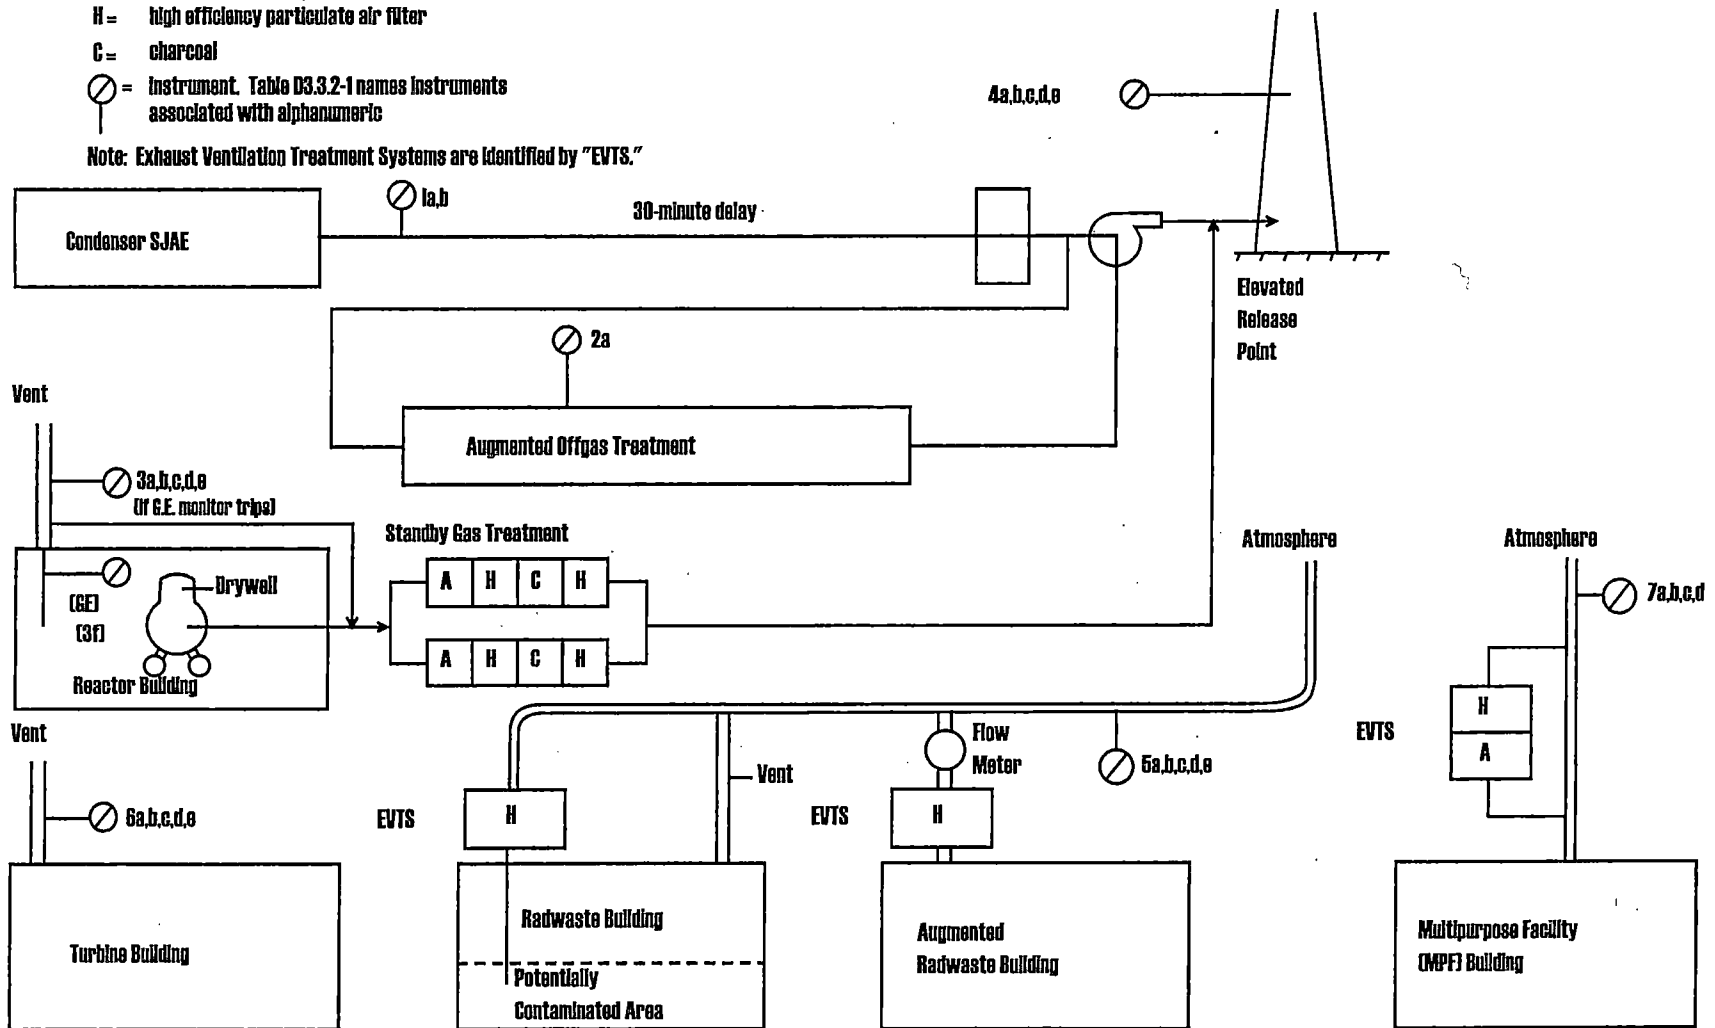 H = high efficiency particulate air filter
C = charcoal
= Instrument. Table D3.3.2-1 names instruments
associated with alphanumeric
Note: Exhaust Ventilation Treatment Systems are identified by "EVTS."
4a,b,c,d,e
1a,b
30-minute delay
Condenser SJAE
Elevated
Release
Point
2a
Augmented Offgas Treatment
Vent
3a,b,c,d,e
(If G.E. monitor trips)
Standby Gas Treatment
A H C H
A H C H
(GE)
(3f)
Drywell
Reactor Building
Atmosphere
Atmosphere
7a,b,c,d
EVTS
H
A
Vent
6a,b,c,d,e
Turbine Building
EVTS
H
Vent
Flow
Meter
EVTS
H
5a,b,c,d,e
Radwaste Building
Potentially
Contaminated Area
Augmented
Radwaste Building
Multipurpose Facility
(MPF) Building